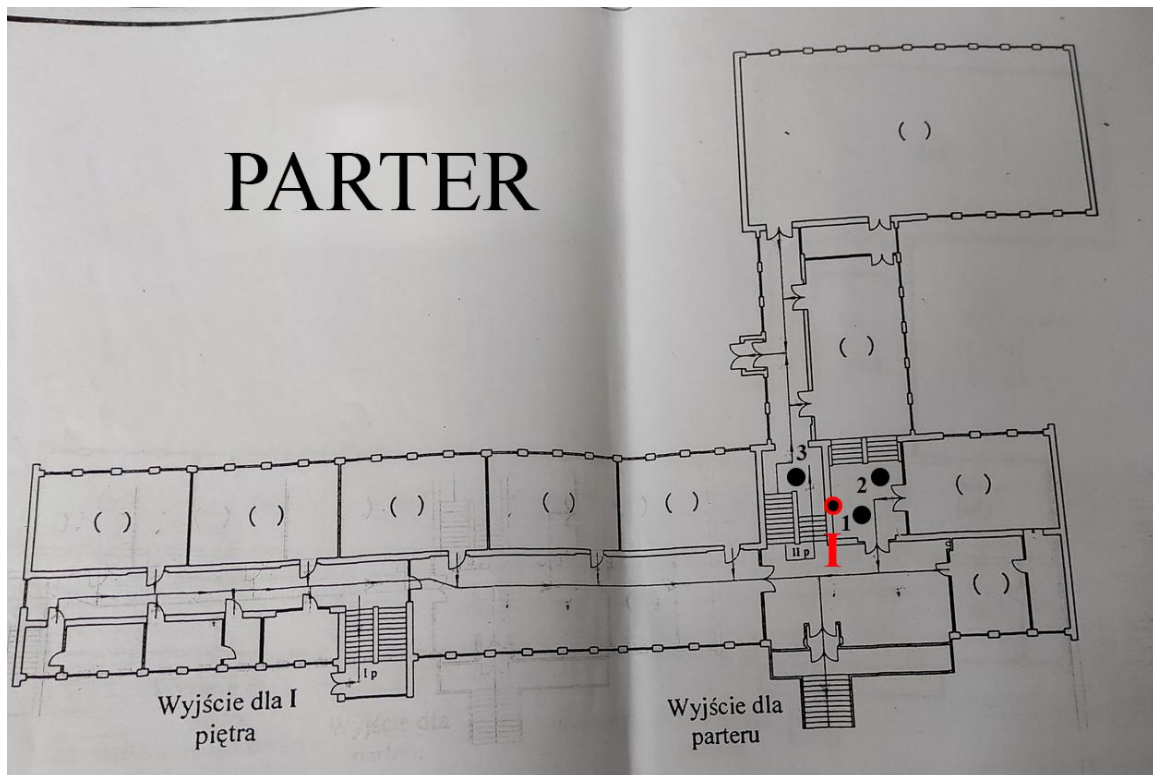 PARTER
( )
( )
3
2
1
I
( )
( )
( )
( )
( )
( )
( )
II p
I p
Wyjście dla I
piętra
Wyjście dla
parteru